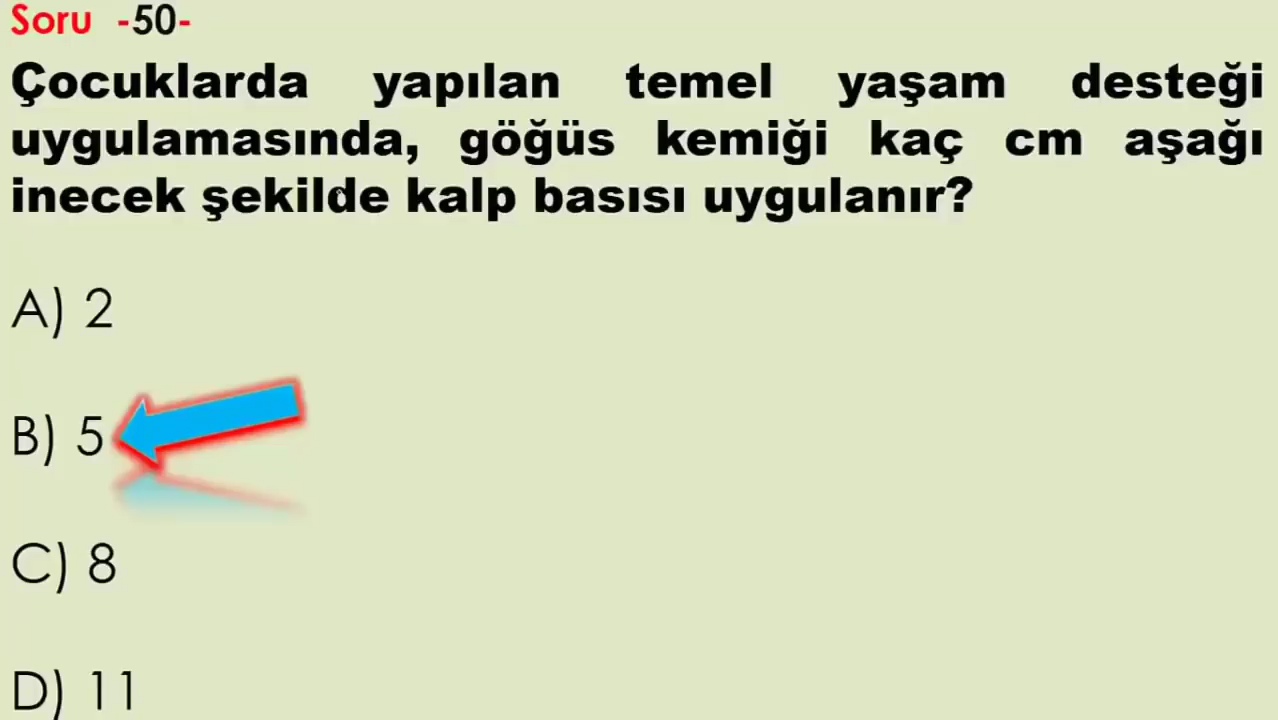 Soru -50-
Çocuklarda yapılan temel yaşam desteği
uygulamasında, göğüs kemiği kaç cm aşağı
inecek şekilde kalp basısı uygulanır?
A) 2
B) 5
C) 8
D) 11